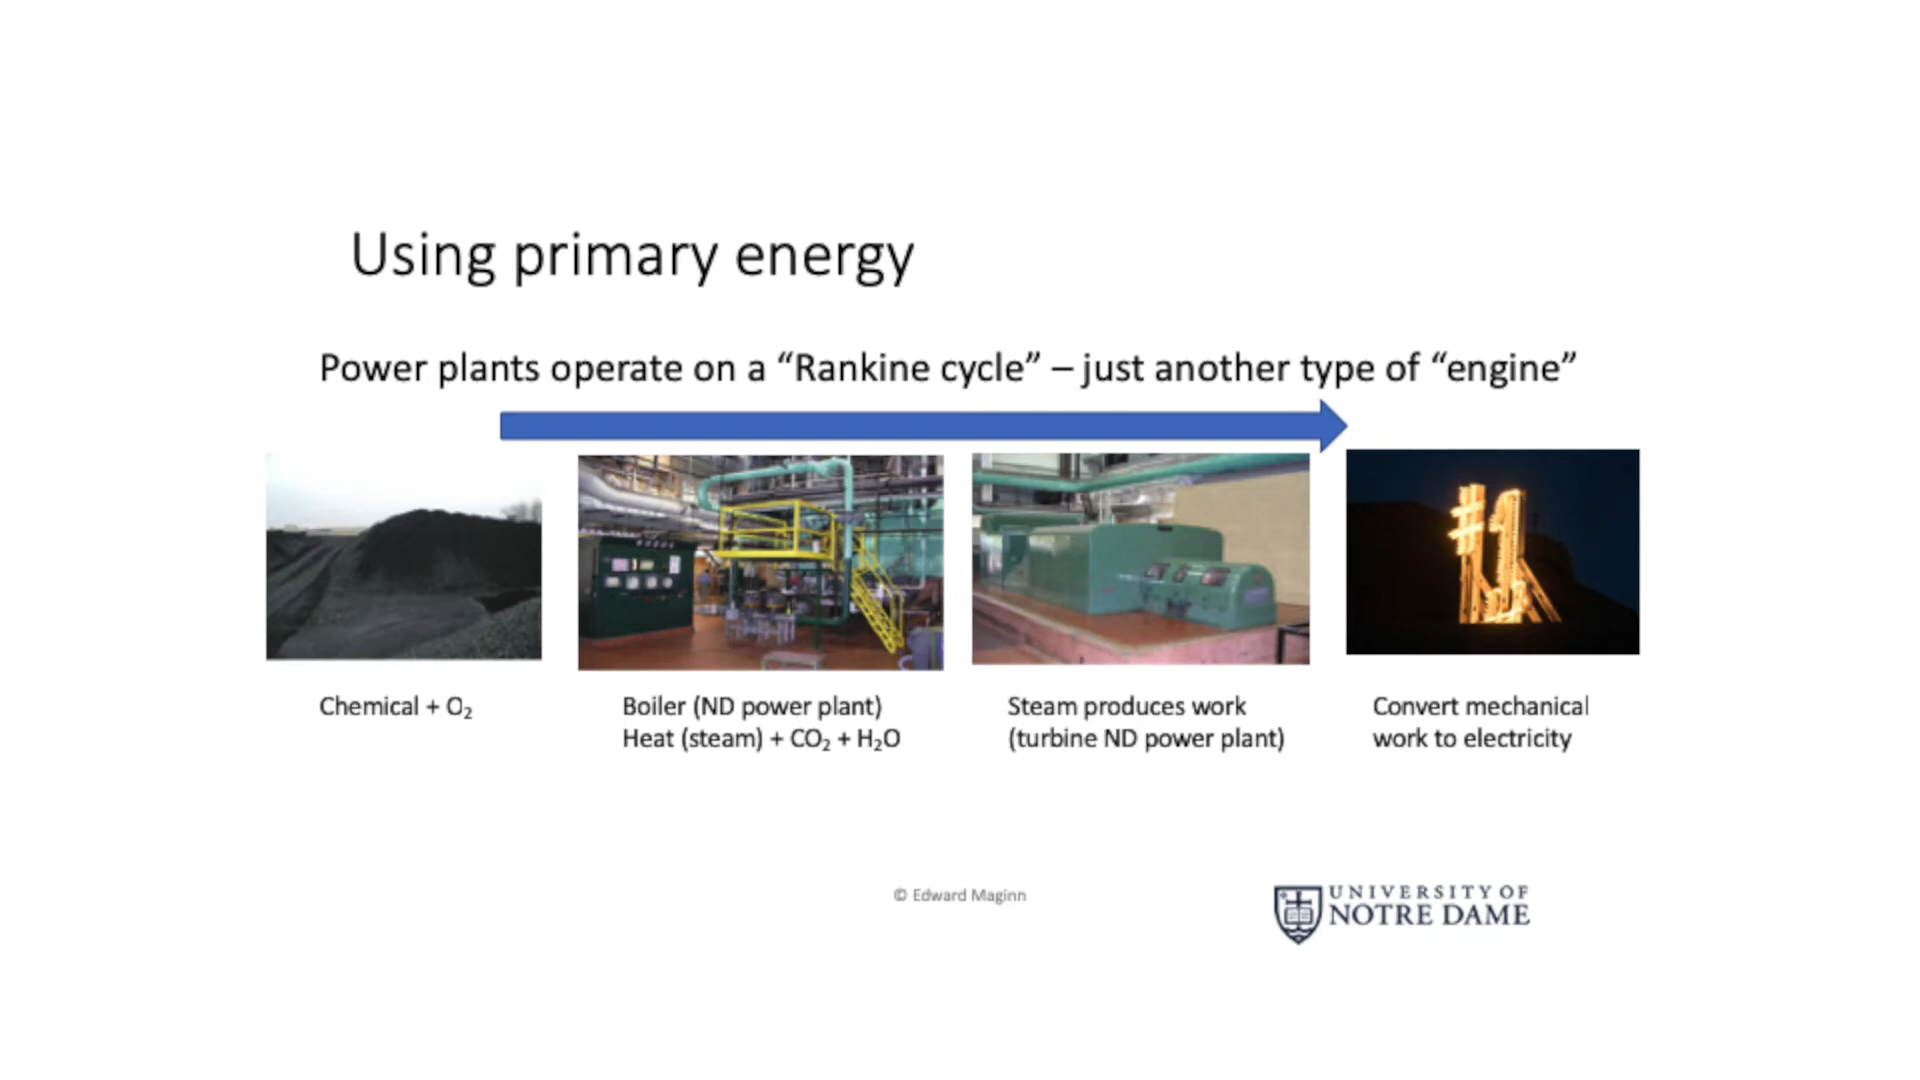 Using primary energy
Power plants operate on a “Rankine cycle” – just another type of “engine”
#1
Chemical + O₂
Boiler (ND power plant)
Heat (steam) + CO₂ + H₂O
Steam produces work
(turbine ND power plant)
Convert mechanical
work to electricity
© Edward Maginn
UNIVERSITY OF
NOTRE DAME